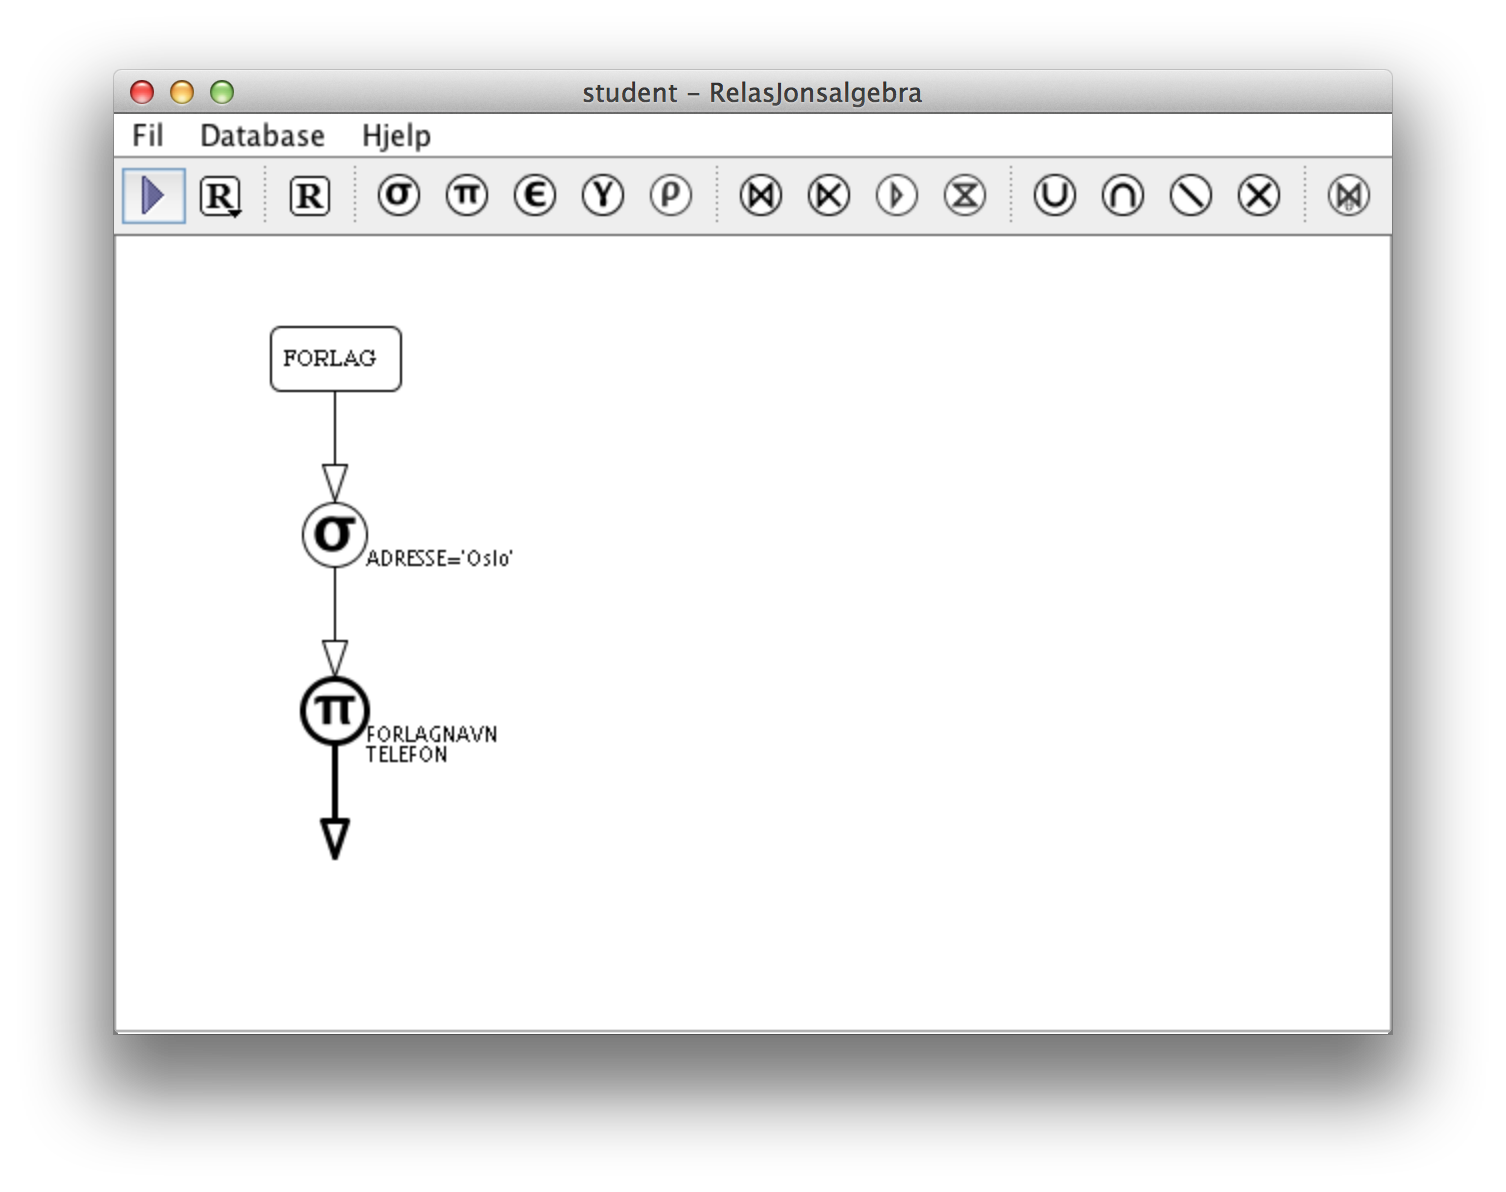 student – RelasJonsalgebra
Fil Database Hjelp
R R σ π ϵ γ ρ ⋈ ⋉ ▷ ⧖ ∪ ∩ \ × ⋈
FORLAG
σ
ADRESSE='Oslo'
π
FORLAGNAVN
TELEFON